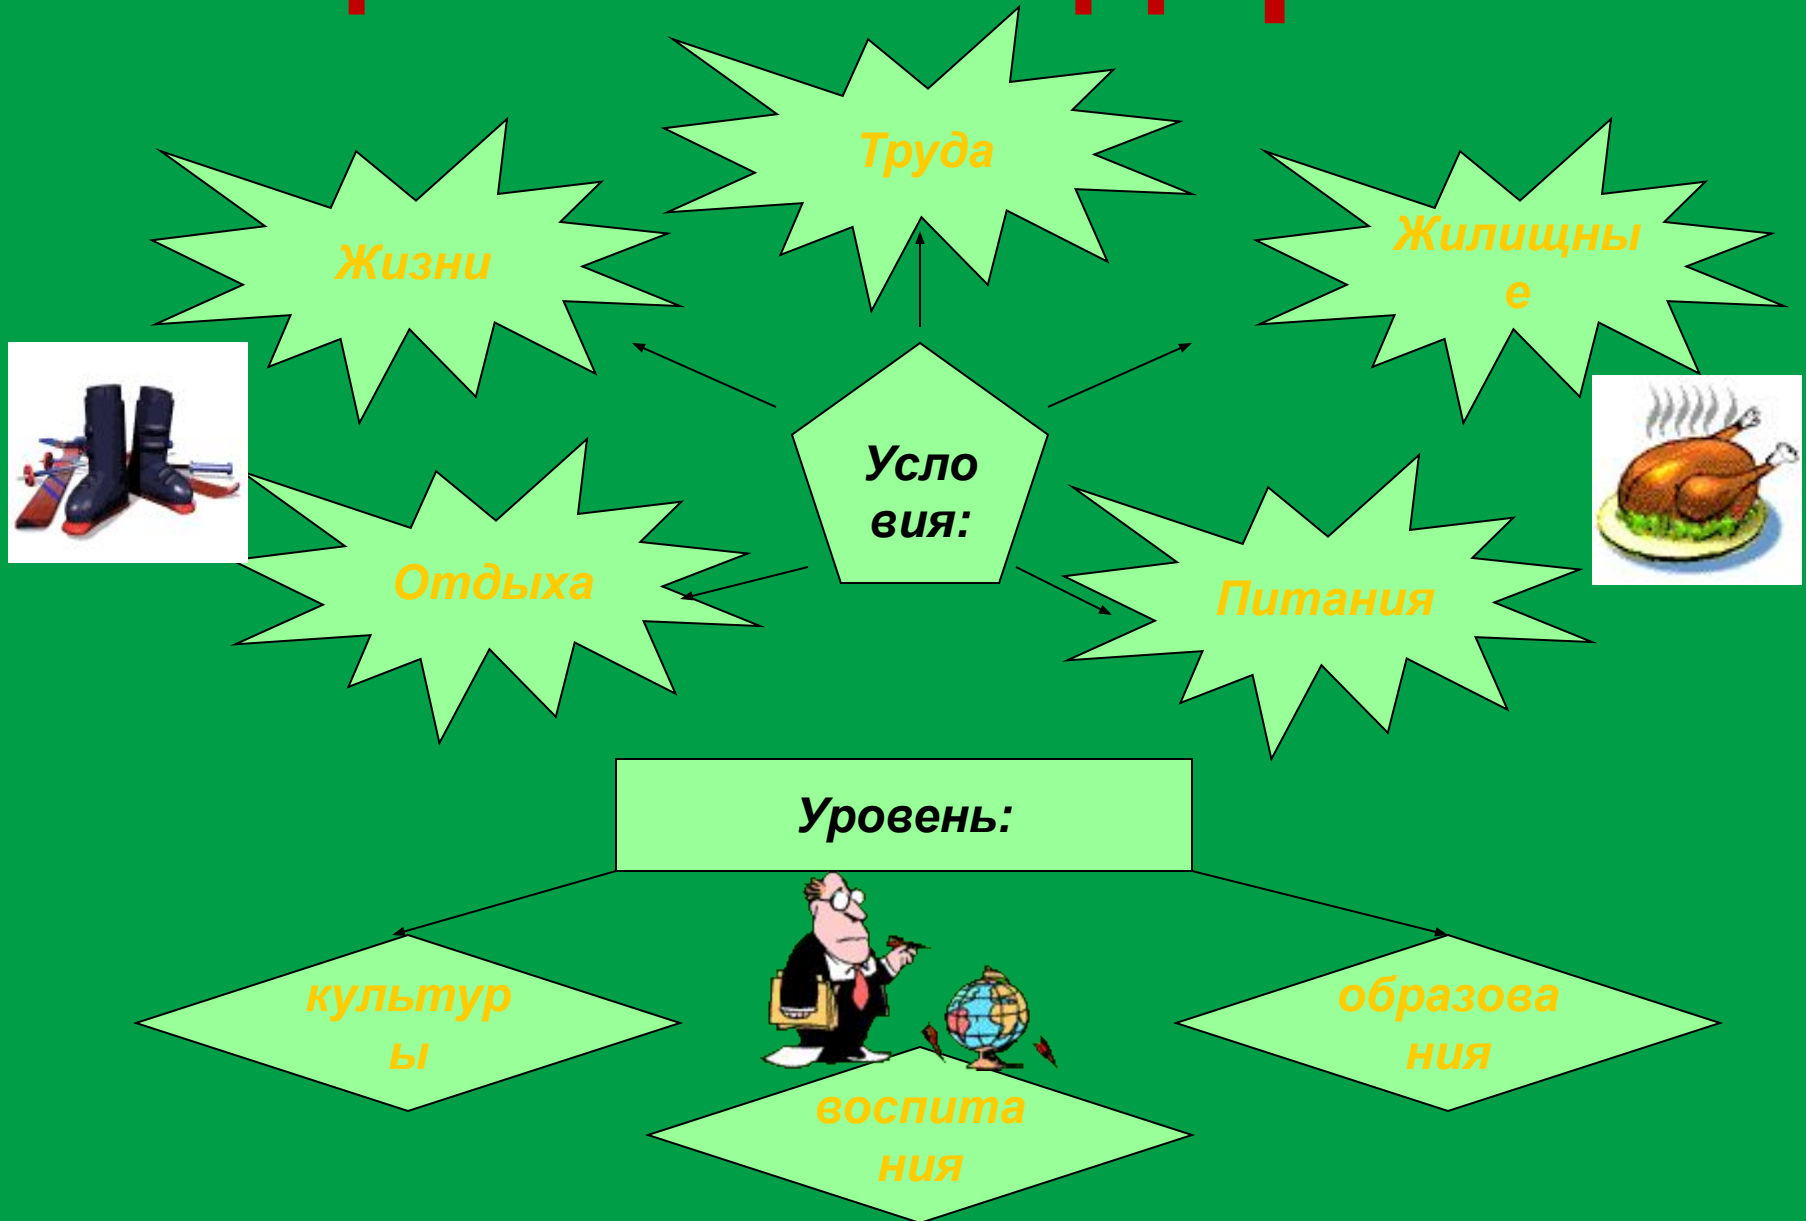 Труда
Жизни
Жилищны
е
Усло
вия:
Отдыха
Питания
Уровень:
культур
ы
образова
ния
воспита
ния